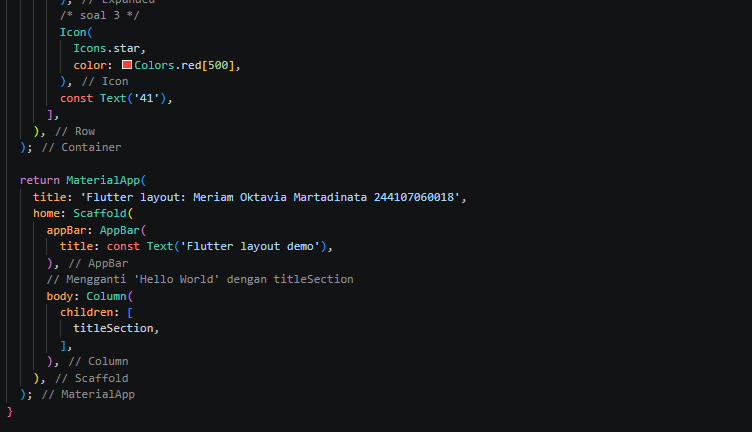 ), // Expanded
/* soal 3 */
Icon(
Icons.star,
color: Colors.red[500],
), // Icon
const Text('41'),
],
), // Row
); // Container
return MaterialApp(
title: 'Flutter layout: Meriam Oktavia Martadinata 244107060018',
home: Scaffold(
appBar: AppBar(
title: const Text('Flutter layout demo'),
), // AppBar
// Mengganti 'Hello World' dengan titleSection
body: Column(
children: [
titleSection,
],
), // Column
), // Scaffold
); // MaterialApp
}